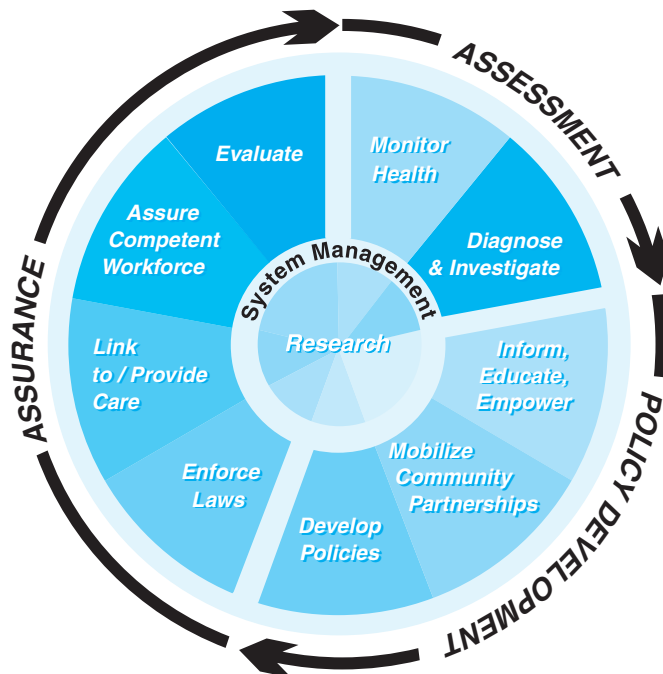 ASSESSMENT
Monitor
Health
Diagnose
& Investigate
POLICY DEVELOPMENT
Inform,
Educate,
Empower
Mobilize
Community
Partnerships
Develop
Policies
ASSURANCE
Enforce
Laws
Link
to / Provide
Care
Assure
Competent
Workforce
Evaluate
System Management
Research